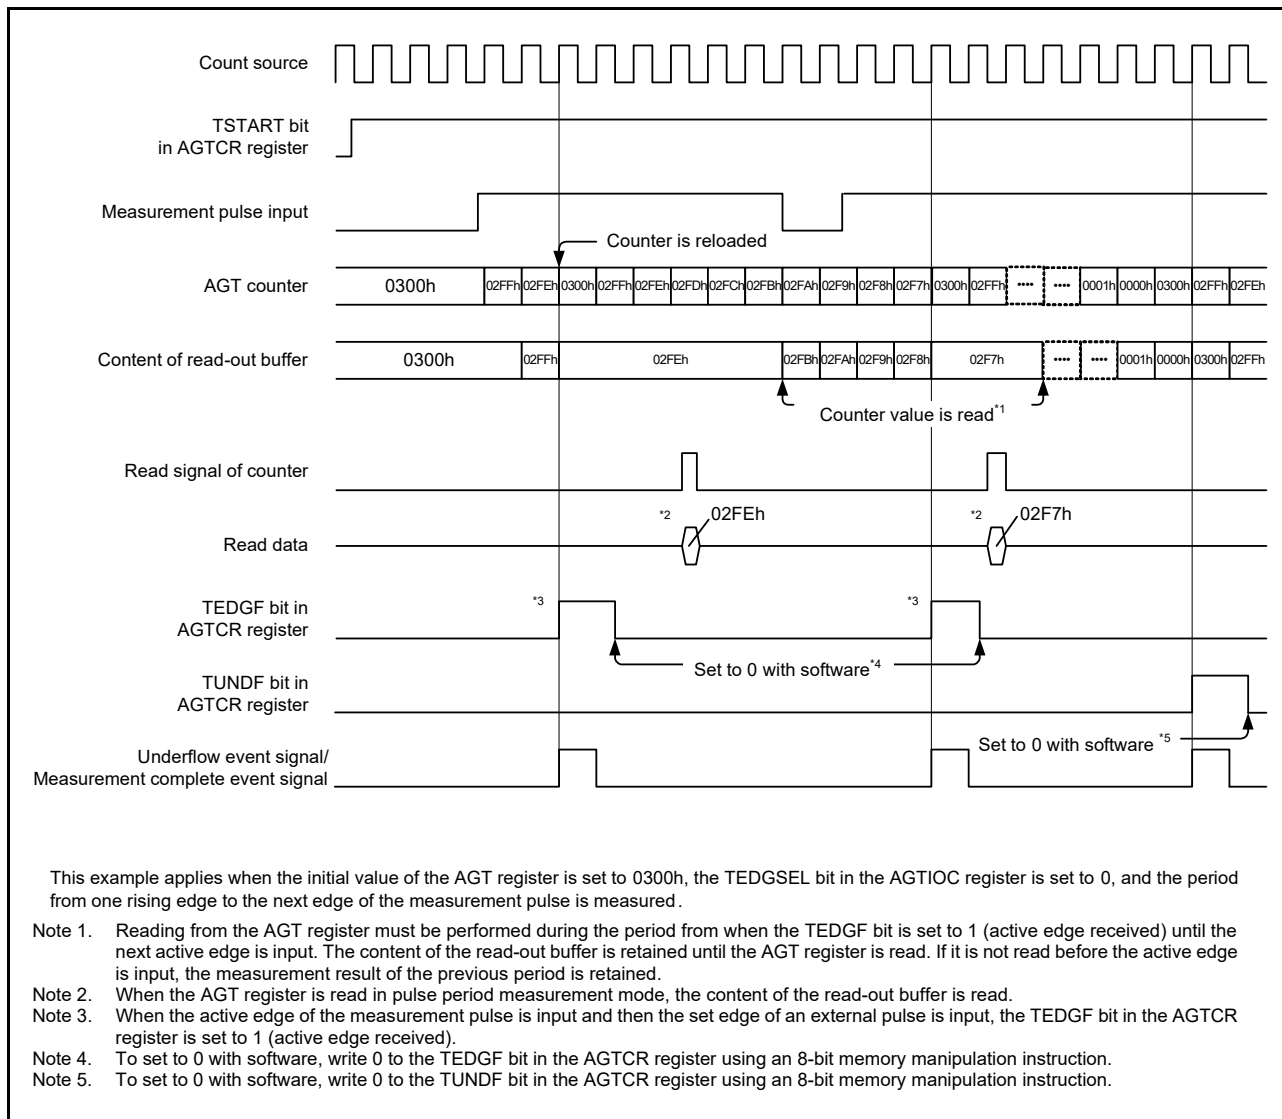 Count source
TSTART bit
in AGTCR register
Measurement pulse input
Counter is reloaded
AGT counter
0300h 02FFh 02FEh 0300h 02FFh 02FEh 02FDh 02FCh 02FBh 02FAh 02F9h 02F8h 02F7h 0300h 02FFh •••• •••• 0001h 0000h 0300h 02FFh 02FEh
Content of read-out buffer
0300h 02FFh 02FEh 02FBh 02FAh 02F9h 02F8h 02F7h •••• •••• 0001h 0000h 0300h 02FFh
Counter value is read*1
Read signal of counter
*2 02FEh *2 02F7h
Read data
TEDGF bit in
AGTCR register
*3 *3
Set to 0 with software*4
TUNDF bit in
AGTCR register
Set to 0 with software *5
Underflow event signal/
Measurement complete event signal
This example applies when the initial value of the AGT register is set to 0300h, the TEDGSEL bit in the AGTIOC register is set to 0, and the period
from one rising edge to the next edge of the measurement pulse is measured.
Note 1. Reading from the AGT register must be performed during the period from when the TEDGF bit is set to 1 (active edge received) until the
next active edge is input. The content of the read-out buffer is retained until the AGT register is read. If it is not read before the active edge
is input, the measurement result of the previous period is retained.
Note 2. When the AGT register is read in pulse period measurement mode, the content of the read-out buffer is read.
Note 3. When the active edge of the measurement pulse is input and then the set edge of an external pulse is input, the TEDGF bit in the AGTCR
register is set to 1 (active edge received).
Note 4. To set to 0 with software, write 0 to the TEDGF bit in the AGTCR register using an 8-bit memory manipulation instruction.
Note 5. To set to 0 with software, write 0 to the TUNDF bit in the AGTCR register using an 8-bit memory manipulation instruction.